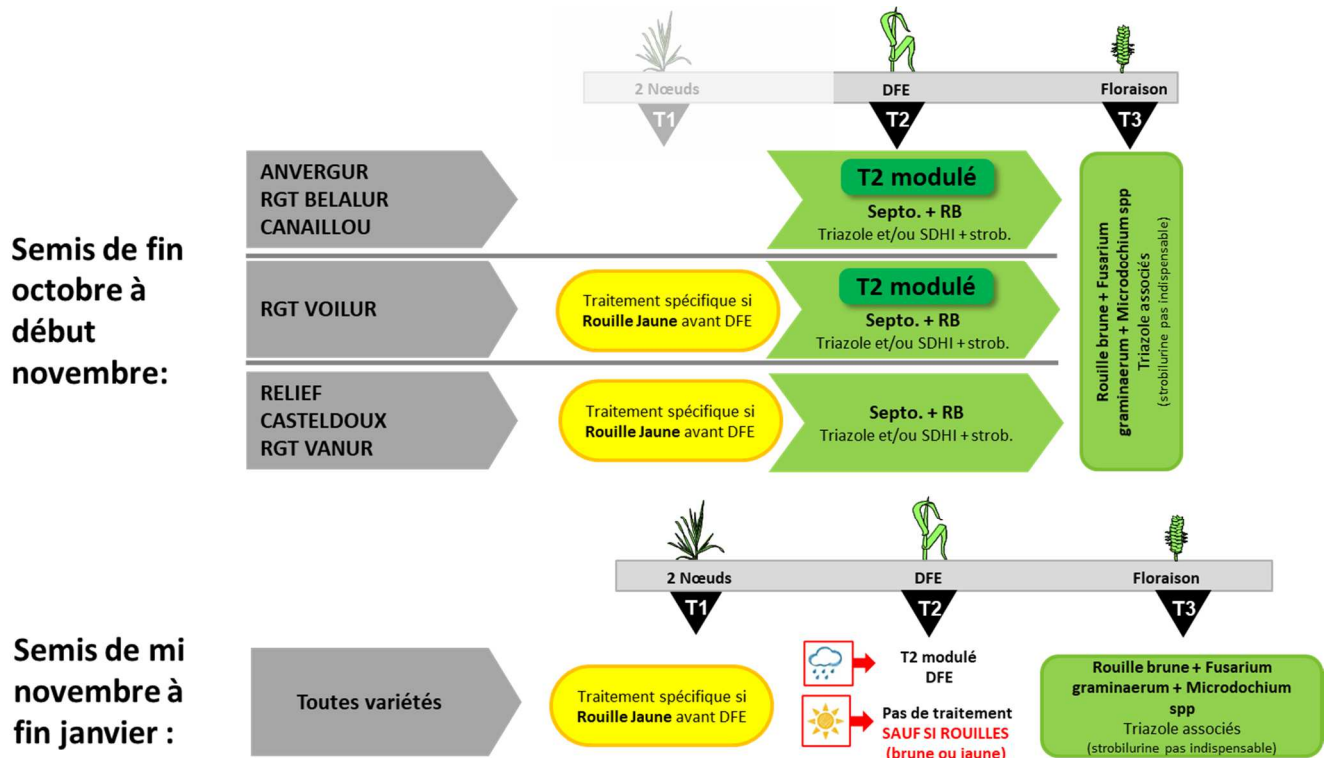 2 Nœuds
DFE
Floraison
T1
T2
T3
Semis de fin
octobre à
début
novembre:
ANVERGUR
RGT BELALUR
CANAILLOU
T2 modulé
Septo. + RB
Triazole et/ou SDHI + strob.
RGT VOILUR
Traitement spécifique si
Rouille Jaune avant DFE
T2 modulé
Septo. + RB
Triazole et/ou SDHI + strob.
RELIEF
CASTELDOUX
RGT VANUR
Traitement spécifique si
Rouille Jaune avant DFE
Septo. + RB
Triazole et/ou SDHI + strob.
Rouille brune + Fusarium
graminaerum + Microdochium spp
Triazole associés
(strobilurine pas indispensable)
2 Nœuds
DFE
Floraison
T1
T2
T3
Semis de mi
novembre à
fin janvier :
Toutes variétés
Traitement spécifique si
Rouille Jaune avant DFE
T2 modulé
DFE
Pas de traitement
SAUF SI ROUILLES
(brune ou jaune)
Rouille brune + Fusarium
graminaerum + Microdochium
spp
Triazole associés
(strobilurine pas indispensable)